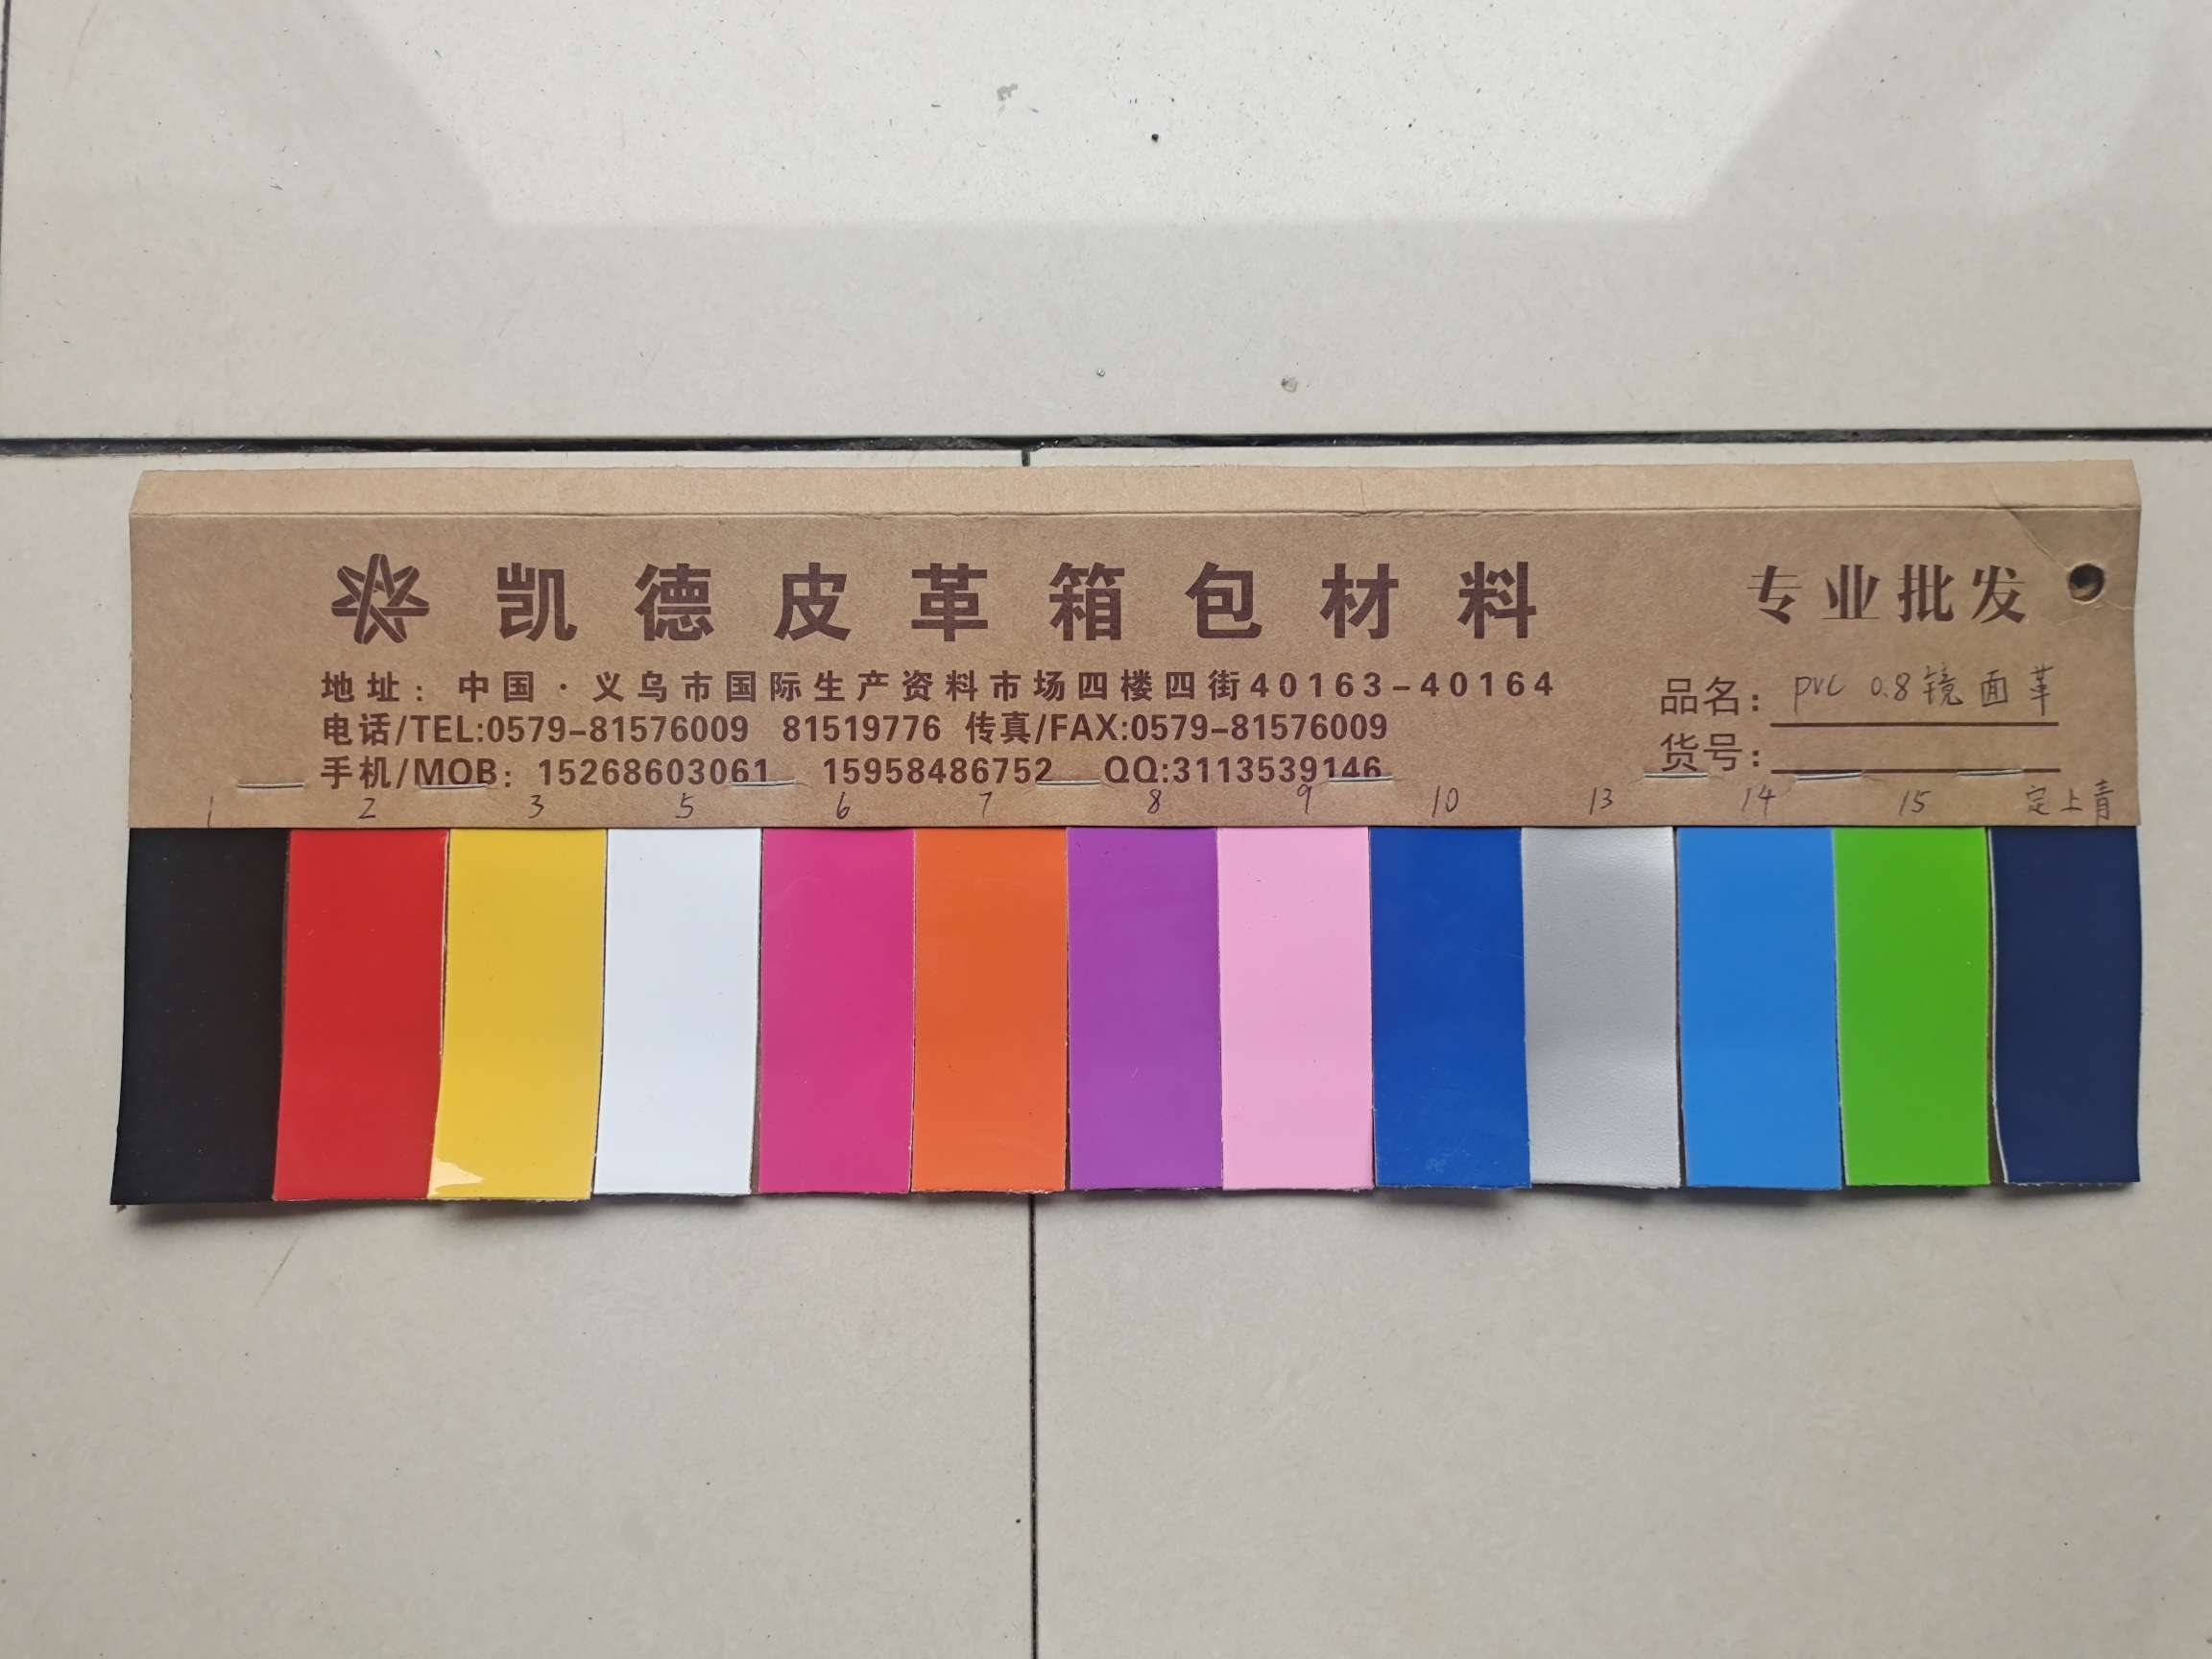 凯德皮革箱包材料
专业批发
地址：中国·义乌市国际生产资料市场四楼四街40163-40164
电话/TEL:0579-81576009 81519776 传真/FAX:0579-81576009
手机/MOB：15268603061 15958486752 QQ:3113539146
品名：PVC 0.8镜面革
货号：
1 2 3 5 6 7 8 9 10 13 14 15 定上青